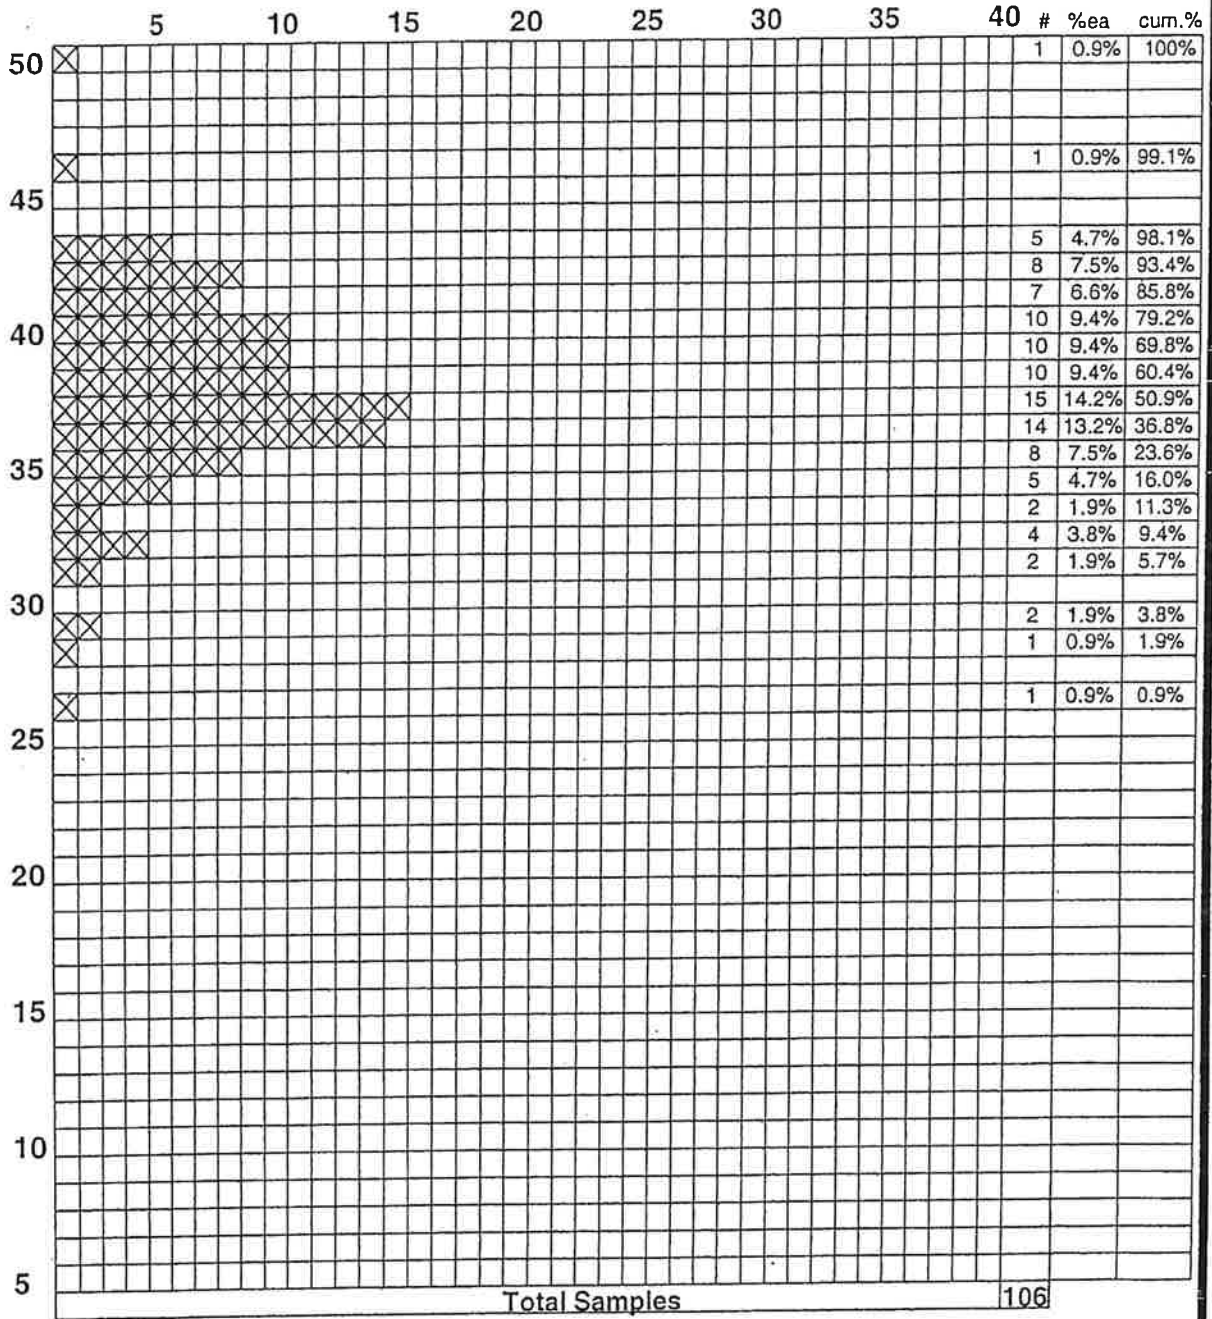 5 10 15 20 25 30 35 40 # %ea cum.%
50 1 0.9% 100%
1 0.9% 99.1%
45
5 4.7% 98.1%
8 7.5% 93.4%
7 6.6% 85.8%
40 10 9.4% 79.2%
10 9.4% 69.8%
10 9.4% 60.4%
15 14.2% 50.9%
14 13.2% 36.8%
35 8 7.5% 23.6%
5 4.7% 16.0%
2 1.9% 11.3%
4 3.8% 9.4%
2 1.9% 5.7%
30
2 1.9% 3.8%
1 0.9% 1.9%
1 0.9% 0.9%
25
20
15
10
5
Total Samples 106